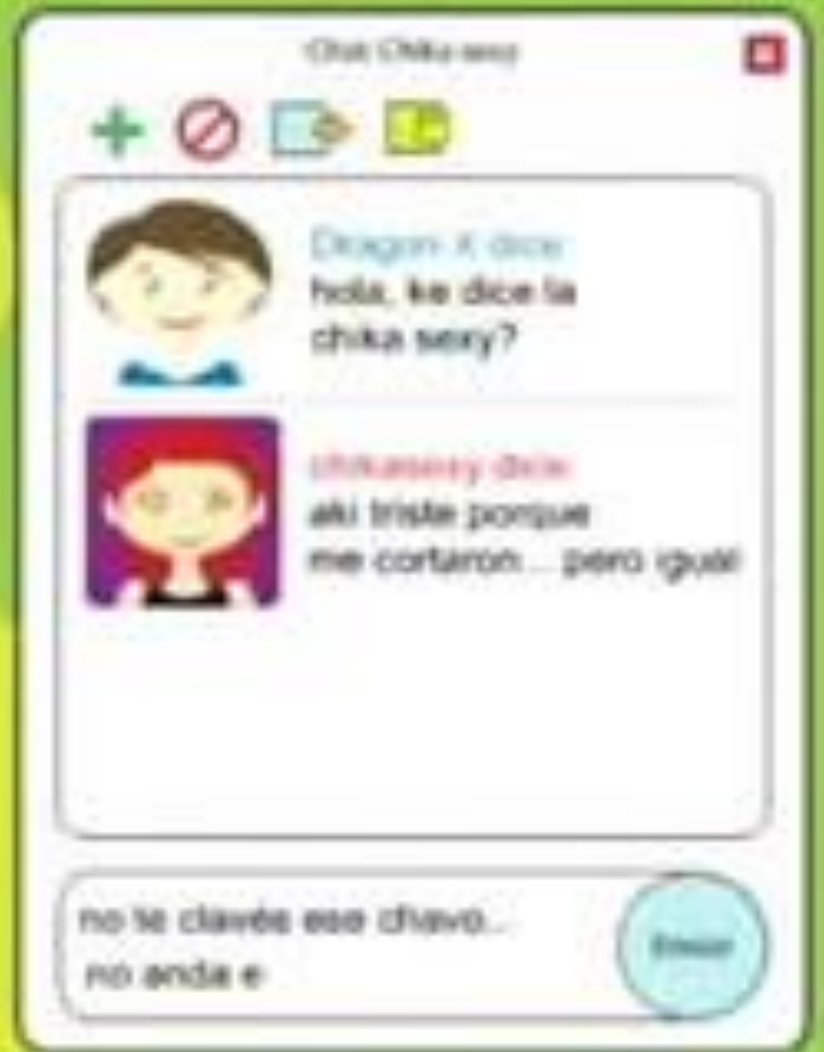 Chat Chika sexy
Dragon X dice
hola, ke dice la
chika sexy?
chikasexy dice
aki triste porque
me cortaron... pero igual
no te clavés ese chavo...
no anda e
Enviar